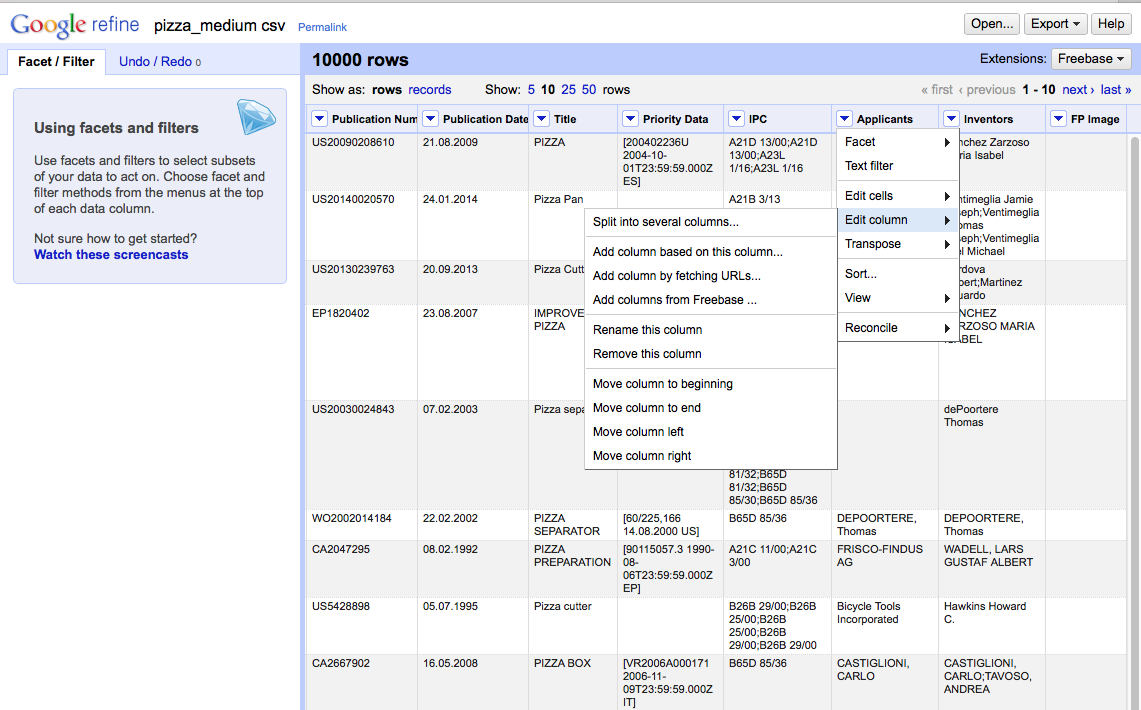 Google refine pizza_medium csv Permalink Open... Export Help
Facet / Filter Undo / Redo 0
Using facets and filters
Use facets and filters to select subsets
of your data to act on. Choose facet and
filter methods from the menus at the top
of each data column.
Not sure how to get started?
Watch these screencasts
10000 rows Extensions: Freebase
Show as: rows records Show: 5 10 25 50 rows « first ‹ previous 1 - 10 next › last »
Publication Num Publication Date Title Priority Data IPC Applicants Inventors FP Image
US20090208610 21.08.2009 PIZZA [200402236U A21D 13/00;A21D
2004-10- 13/00;A23L
01T23:59:59.000Z 1/16;A23L 1/16
ES]
nchez Zarzoso
ria Isabel
US20140020570 24.01.2014 Pizza Pan A21B 3/13
ntimeglia Jamie
seph;Ventimeglia
omas
seph;Ventimeglia
el Michael
US20130239763 20.09.2013 Pizza Cutt
rdova
bert;Martinez
uardo
EP1820402 23.08.2007 IMPROVE
PIZZA
NCHEZ
RZOSO MARIA
ABEL
US20030024843 07.02.2003 Pizza sepa
81/32;B65D
81/32;B65D
85/30;B65D 85/36
dePoortere
Thomas
WO2002014184 22.02.2002 PIZZA [60/225,166 B65D 85/36 DEPOORTERE, DEPOORTERE,
SEPARATOR 14.08.2000 US] Thomas Thomas
CA2047295 08.02.1992 PIZZA [90115057.3 1990- A21C 11/00;A21C FRISCO-FINDUS WADELL, LARS
PREPARATION 08- 3/00 AG GUSTAF ALBERT
06T23:59:59.000Z
EP]
US5428898 05.07.1995 Pizza cutter B26B 29/00;B26B Bicycle Tools Hawkins Howard
25/00;B26B Incorporated C.
25/00;B26B
29/00;B26B 29/00
CA2667902 16.05.2008 PIZZA BOX [VR2006A000171 B65D 85/36 CASTIGLIONI, CASTIGLIONI,
2006-11- CARLO CARLO;TAVOSO,
09T23:59:59.000Z ANDREA
IT]
Facet
Text filter
Edit cells
Edit column
Transpose
Sort...
View
Reconcile
Split into several columns...
Add column based on this column...
Add column by fetching URLs...
Add columns from Freebase ...
Rename this column
Remove this column
Move column to beginning
Move column to end
Move column left
Move column right